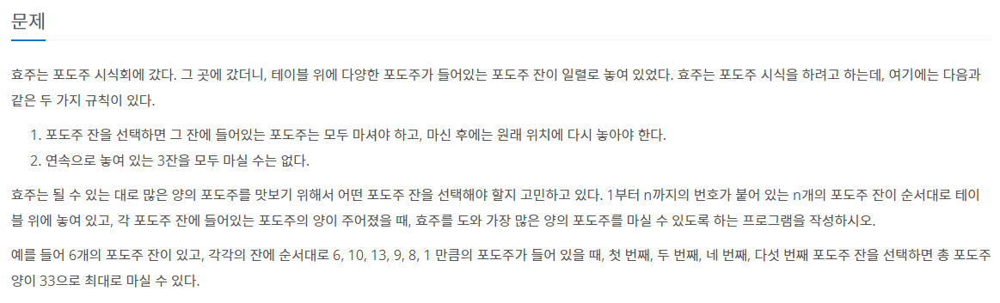 문제
효주는 포도주 시식회에 갔다. 그 곳에 갔더니, 테이블 위에 다양한 포도주가 들어있는 포도주 잔이 일렬로 놓여 있었다. 효주는 포도주 시식을 하려고 하는데, 여기에는 다음과
같은 두 가지 규칙이 있다.
1. 포도주 잔을 선택하면 그 잔에 들어있는 포도주는 모두 마셔야 하고, 마신 후에는 원래 위치에 다시 놓아야 한다.
2. 연속으로 놓여 있는 3잔을 모두 마실 수는 없다.
효주는 될 수 있는 대로 많은 양의 포도주를 맛보기 위해서 어떤 포도주 잔을 선택해야 할지 고민하고 있다. 1부터 n까지의 번호가 붙어 있는 n개의 포도주 잔이 순서대로 테이
블 위에 놓여 있고, 각 포도주 잔에 들어있는 포도주의 양이 주어졌을 때, 효주를 도와 가장 많은 양의 포도주를 마실 수 있도록 하는 프로그램을 작성하시오.
예를 들어 6개의 포도주 잔이 있고, 각각의 잔에 순서대로 6, 10, 13, 9, 8, 1 만큼의 포도주가 들어 있을 때, 첫 번째, 두 번째, 네 번째, 다섯 번째 포도주 잔을 선택하면 총 포도주
양이 33으로 최대로 마실 수 있다.